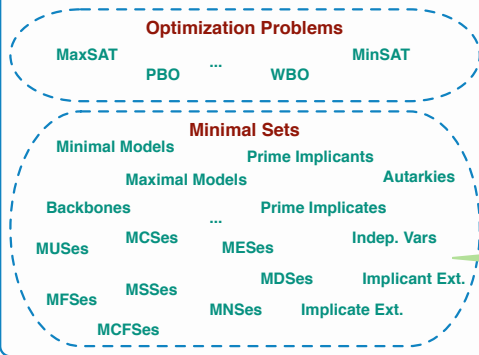 Optimization Problems
MaxSAT ... MinSAT
PBO WBO
Minimal Sets
Minimal Models
Prime Implicants
Maximal Models Autarkies
Backbones ... Prime Implicates
MUSes MCSes MESes Indep. Vars
MDSes Implicant Ext.
MFSes MSSes
MNSes Implicate Ext.
MCFSes